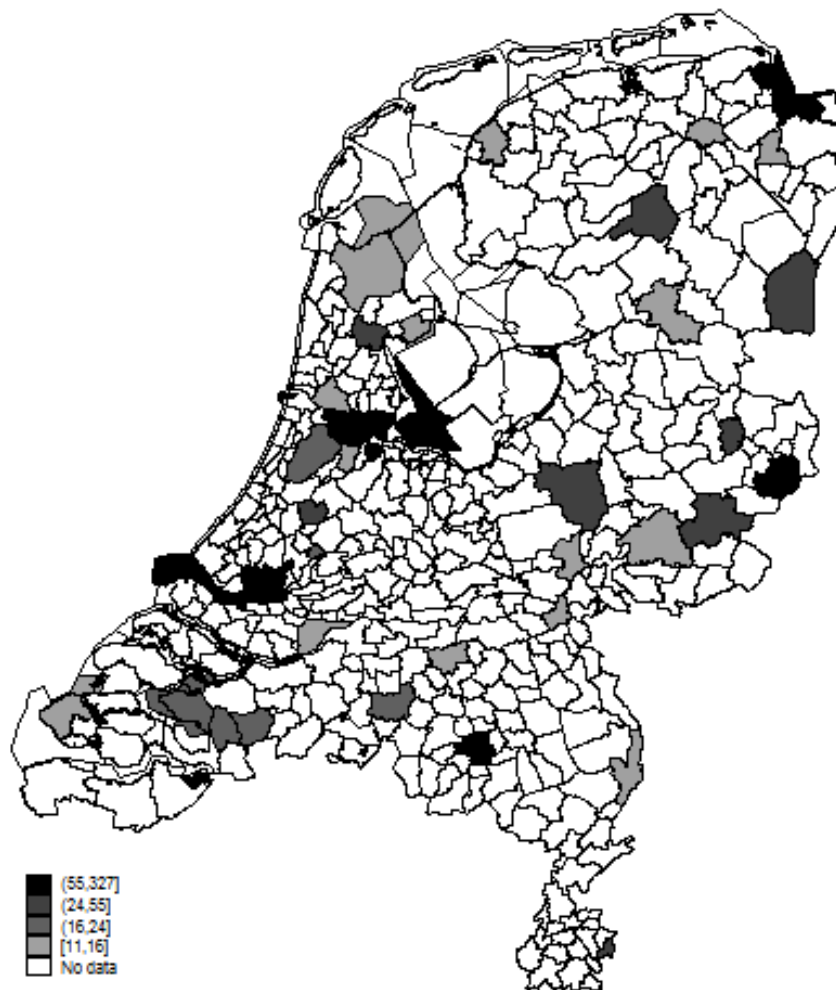 (55,327]
(24,55]
(16,24]
[11,16]
No data